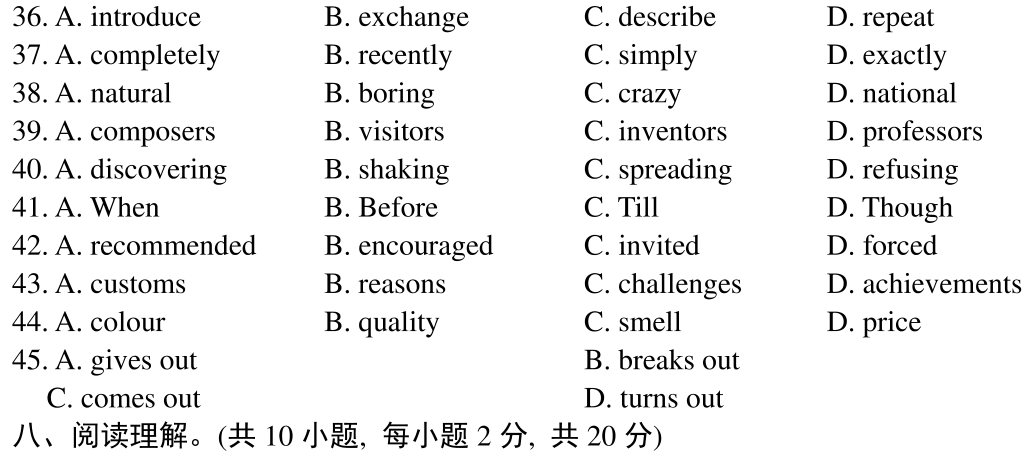 36. A. introduce B. exchange C. describe D. repeat
37. A. completely B. recently C. simply D. exactly
38. A. natural B. boring C. crazy D. national
39. A. composers B. visitors C. inventors D. professors
40. A. discovering B. shaking C. spreading D. refusing
41. A. When B. Before C. Till D. Though
42. A. recommended B. encouraged C. invited D. forced
43. A. customs B. reasons C. challenges D. achievements
44. A. colour B. quality C. smell D. price
45. A. gives out B. breaks out
C. comes out D. turns out
八、阅读理解。(共 10 小题, 每小题 2 分, 共 20 分)